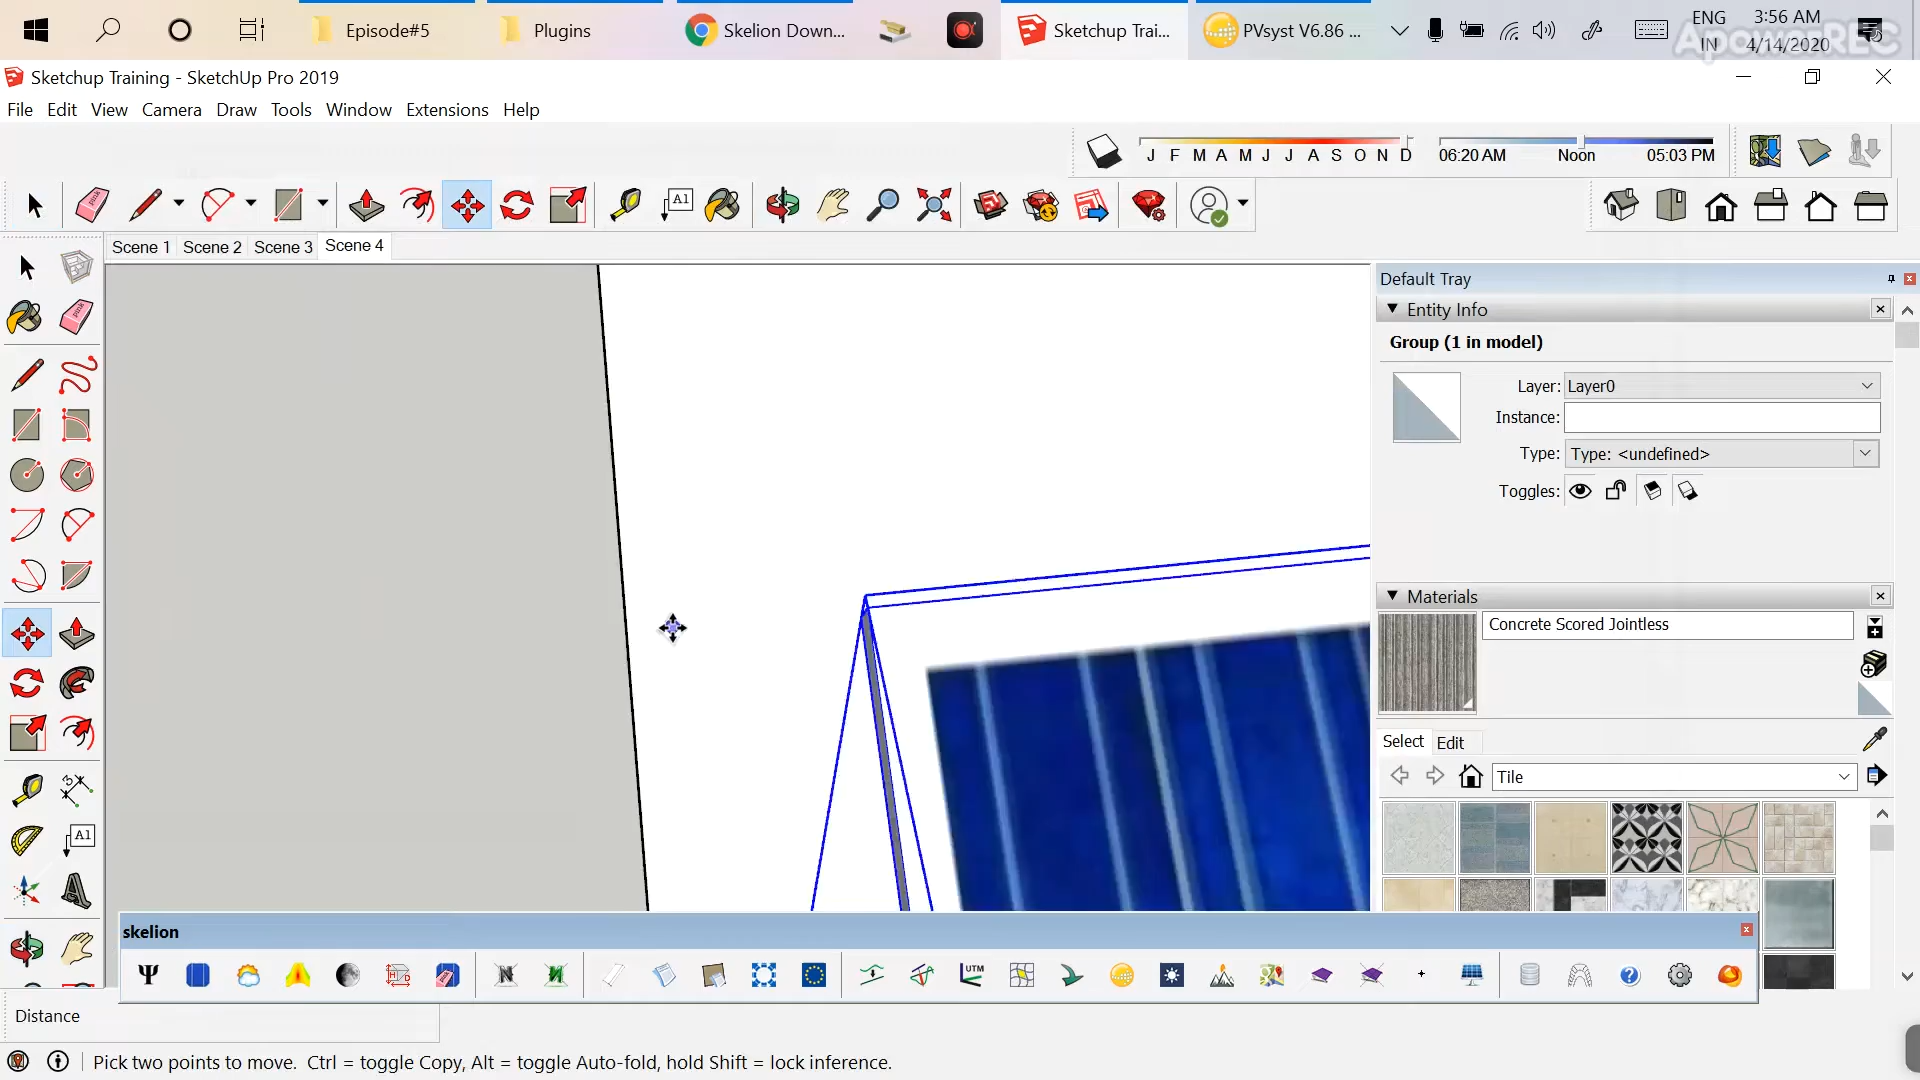 Episode#5
Plugins
Skelion Down...
Sketchup Trai...
PVsyst V6.86 ...
ENG
IN
3:56 AM
4/14/2020
ApowerREC
Sketchup Training - SketchUp Pro 2019
File Edit View Camera Draw Tools Window Extensions Help
J F M A M J J A S O N D
06:20 AM Noon 05:03 PM
A1
Scene 1 Scene 2 Scene 3 Scene 4
Default Tray
Entity Info
Group (1 in model)
Layer: Layer0
Instance:
Type: Type: <undefined>
Toggles:
Materials
Concrete Scored Jointless
Select Edit
Tile
A1
skelion
UTM
Distance
Pick two points to move. Ctrl = toggle Copy, Alt = toggle Auto-fold, hold Shift = lock inference.